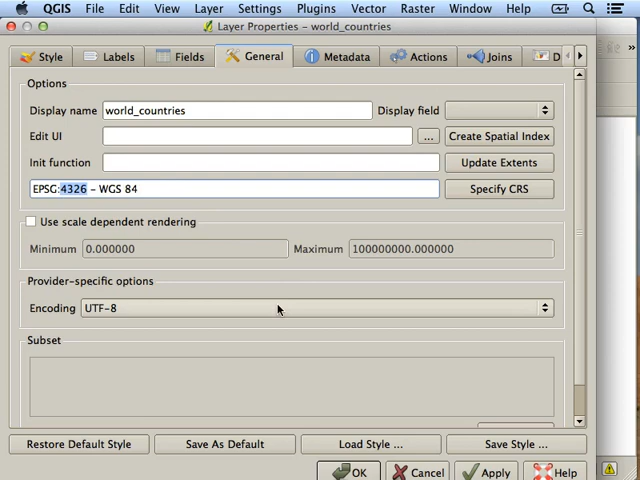 QGIS File Edit View Layer Settings Plugins Vector Raster Window Help
Layer Properties - world_countries
Style Labels Fields General Metadata Actions Joins D
Options
Display name world_countries Display field
Edit UI ... Create Spatial Index
Init function Update Extents
EPSG:4326 - WGS 84 Specify CRS
Use scale dependent rendering
Minimum 0.000000 Maximum 100000000.000000
Provider-specific options
Encoding UTF-8
Subset
Restore Default Style Save As Default Load Style ... Save Style ...
OK Cancel Apply Help